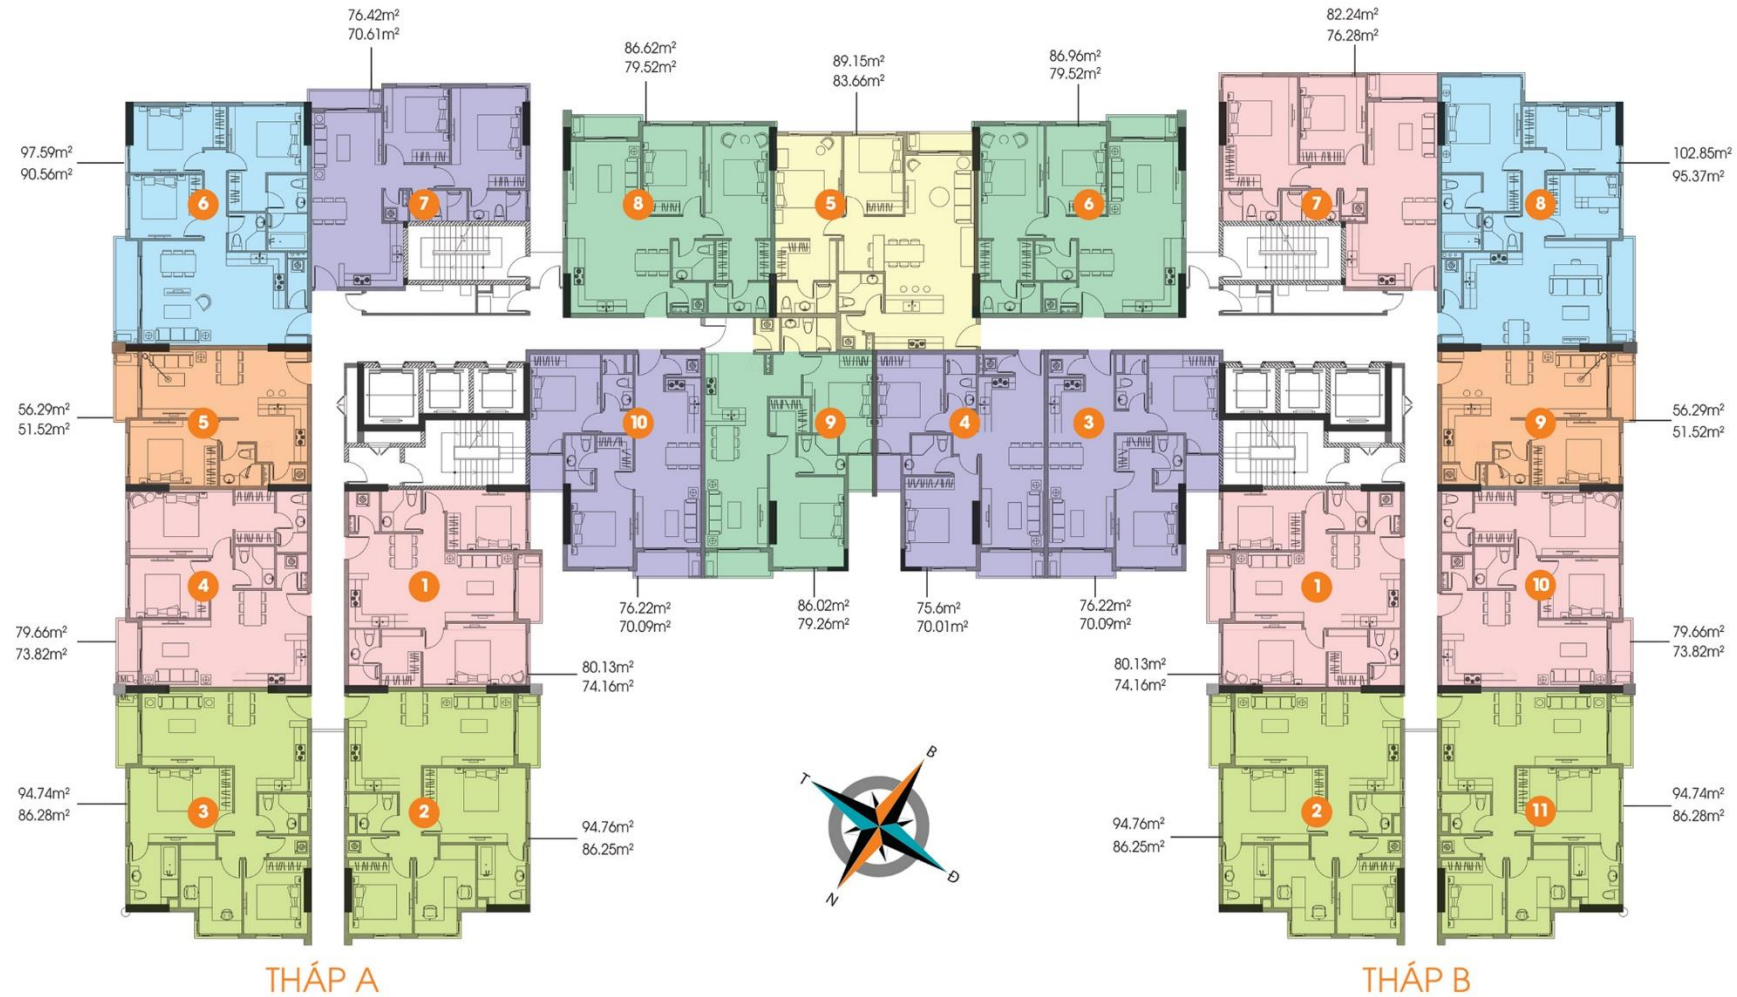 76.42m²
70.61m²
82.24m²
76.28m²
86.62m²
79.52m²
89.15m²
83.66m²
86.96m²
79.52m²
97.59m²
90.56m²
102.85m²
95.37m²
6
7
8
5
6
7
8
56.29m²
51.52m²
56.29m²
51.52m²
5
10
9
4
3
9
4
1
1
10
76.22m²
70.09m²
86.02m²
79.26m²
75.6m²
70.01m²
76.22m²
70.09m²
79.66m²
73.82m²
80.13m²
74.16m²
80.13m²
74.16m²
79.66m²
73.82m²
94.74m²
86.28m²
3
2
94.76m²
86.25m²
B
T
Đ
N
94.76m²
86.25m²
2
11
94.74m²
86.28m²
THÁP A
THÁP B